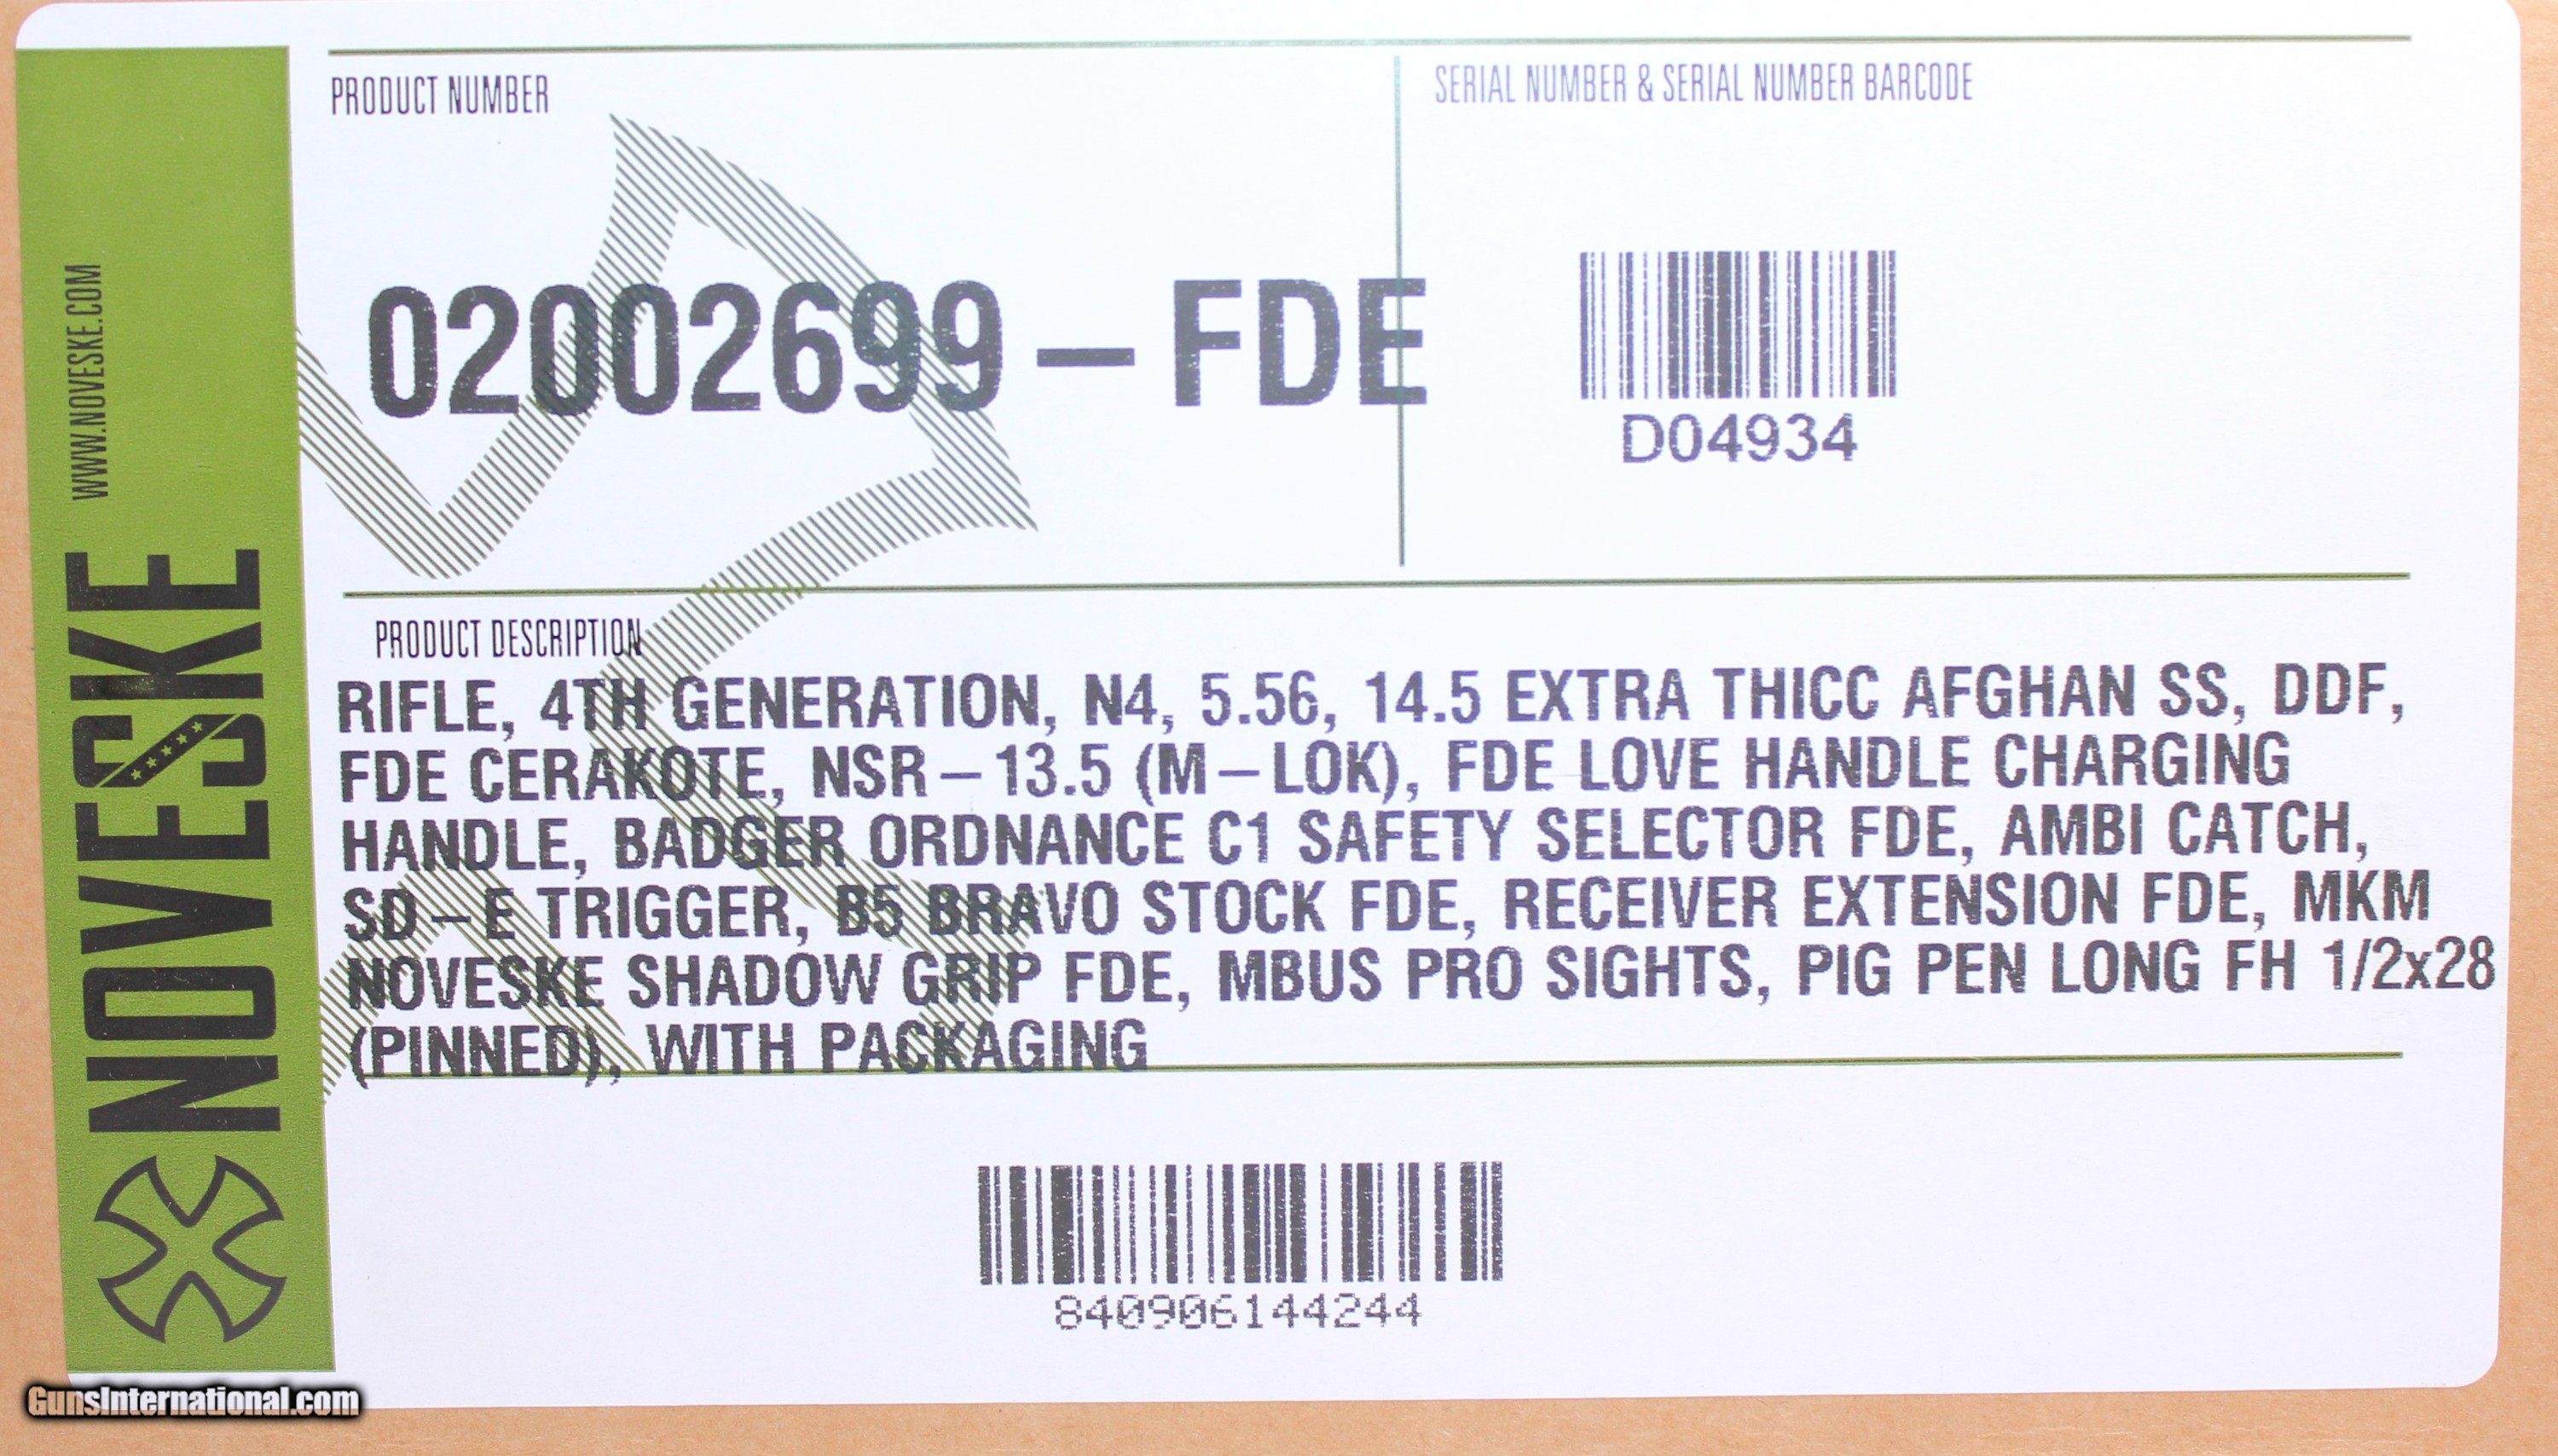 WWW.NOVESKE.COM
NOVESKE
PRODUCT NUMBER
02002699-FDE
SERIAL NUMBER & SERIAL NUMBER BARCODE
D04934
PRODUCT DESCRIPTION
RIFLE, 4TH GENERATION, N4, 5.56, 14.5 EXTRA THICC AFGHAN SS, DDF,
FDE CERAKOTE, NSR-13.5 (M-LOK), FDE LOVE HANDLE CHARGING
HANDLE, BADGER ORDNANCE C1 SAFETY SELECTOR FDE, AMBI CATCH,
SD-E TRIGGER, B5 BRAVO STOCK FDE, RECEIVER EXTENSION FDE, MKM
NOVESKE SHADOW GRIP FDE, MBUS PRO SIGHTS, PIG PEN LONG FH 1/2x28
(PINNED), WITH PACKAGING
840906144244
GunsInternational.com